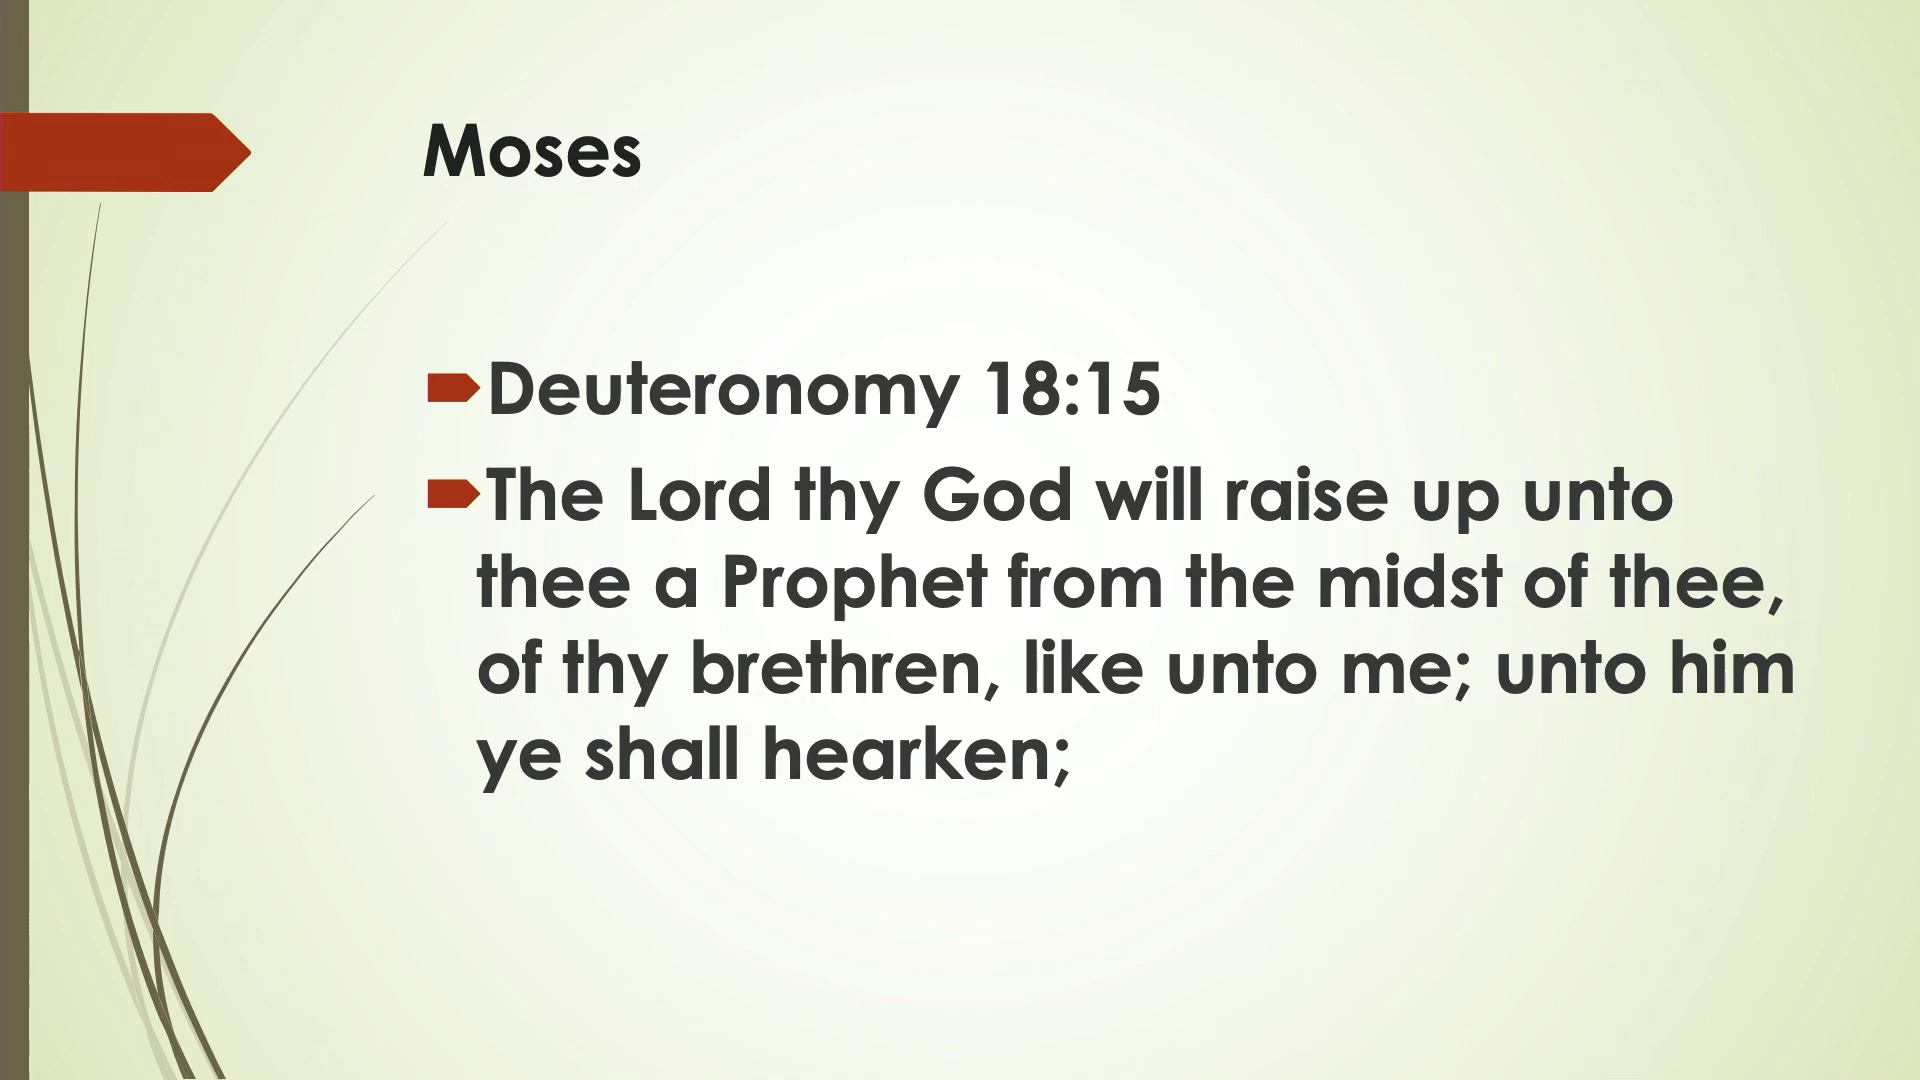 Moses
Deuteronomy 18:15
The Lord thy God will raise up unto
thee a Prophet from the midst of thee,
of thy brethren, like unto me; unto him
ye shall hearken;